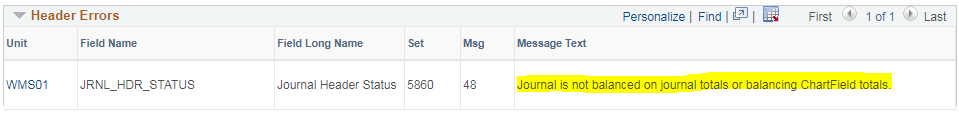 Header Errors Personalize | Find | | First 1 of 1 Last
Unit Field Name Field Long Name Set Msg Message Text
WMS01 JRNL_HDR_STATUS Journal Header Status 5860 48 Journal is not balanced on journal totals or balancing ChartField totals.